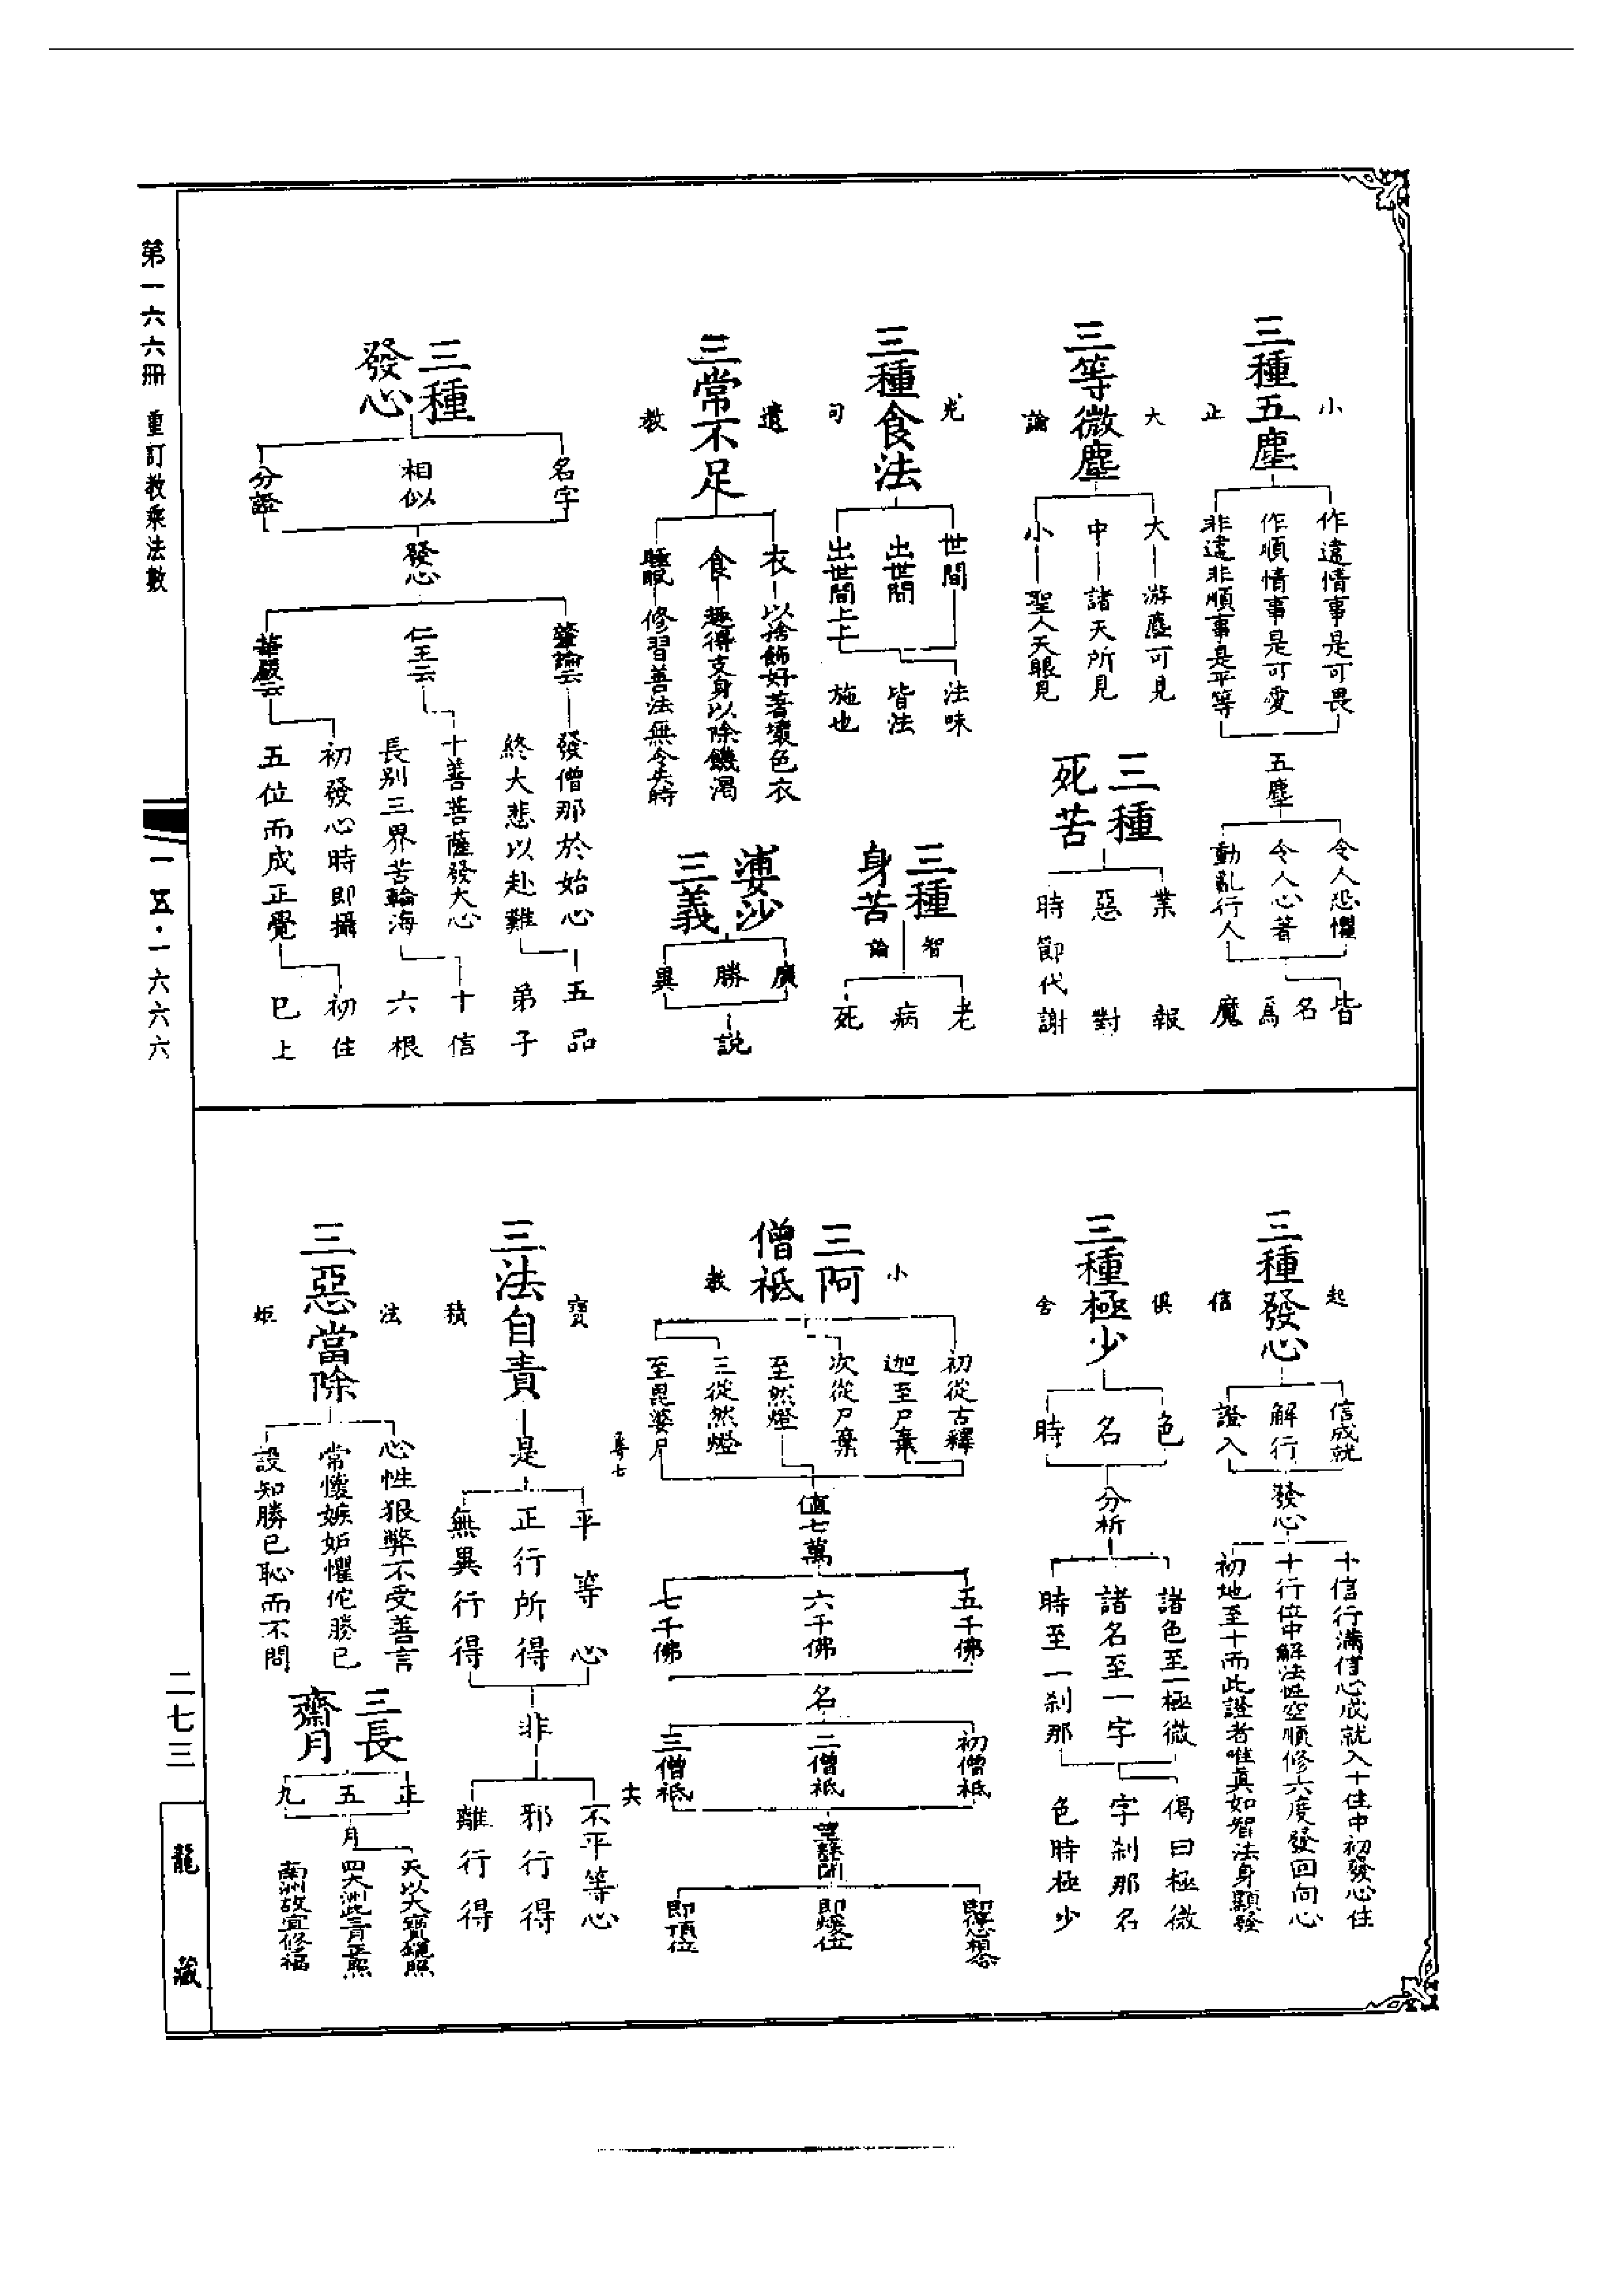 三種五塵
小
止
作違情事是可畏
作順情事是可愛
非違非順事是平等
五塵
令人恐懼
令人心著
動亂行人
皆
名
為
魔
三等微塵
大
論
大
游塵可見
中
諸天所見
小
聖人天眼見
三種
死苦
業
報
惡
對
時節代謝
三種食法
光
句
世間
出世間
出世間上上
法味
皆法
施也
三種
身苦
智
論
老
病
死
三常不足
遺
教
衣
以捨飾好著壞色衣
食
趣得支身以除饑渴
睡眠
修習善法無令失時
婆沙
三義
廣
勝
異
說
三種
發心
名字
相似
分證
發心
肇論云
發僧那於始心
終大悲以赴難
五品
弟子
仁王云
十善菩薩發大心
長別三界苦輪海
十信
六根
華嚴云
初發心時即攝
五位而成正覺
初住
已上
三種發心
起
信
信成就
解行
證入
發心
十信行滿信心成就入十住中初發心住
十行位中解法性空順修六度發回向心
初地至十而此證者唯真如智法身顯發
三種極少
俱
舍
色
名
時
分析
諸色至一極微
諸名至一字
時至一剎那
偈曰極微
字剎那名
色時極少
三阿
僧祇
小
教
初從古釋
迦至尸棄
次從尸棄
至然燈
三從然燈
至毘婆尸
值七萬
五千佛
六千佛
七千佛
名
初僧祇
二僧祇
三僧祇
即煖位
即頂位
三法自責
寶
積
是
平等心
正行所得
無異行得
非
不平等心
邪行得
離行得
三惡當除
法
炬
心性狠弊不受善言
常懷嫉妬懼佗勝已
設知勝已恥而不問
三長
齋月
正
五
九
月
天以大寶鏡照
四大洲此三月正照
南洲故宜修福
第一六六冊 重訂教乘法數
一五·一六六六
二七三
龍藏